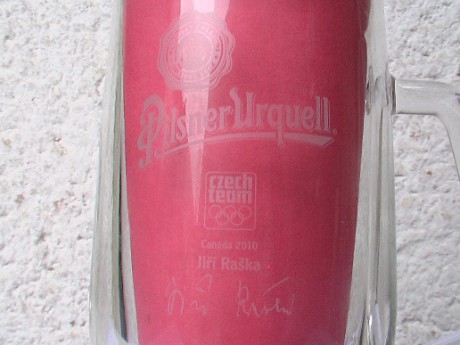 Pilsner Urquell
czech
team
Canada 2010
Jiří Raška